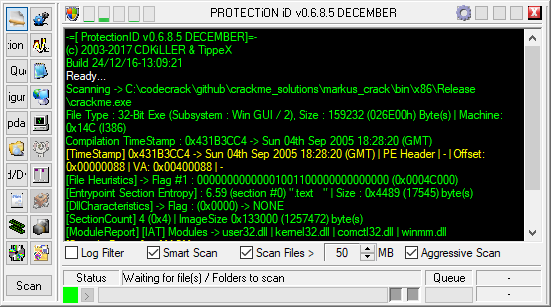 PROTECTiON iD v0.6.8.5 DECEMBER
-=[ ProtectionID v0.6.8.5 DECEMBER]=-
(c) 2003-2017 CDKiLLER & TippeX
Build 24/12/16-13:09:21
Ready...
Scanning -> C:\codecrack\github\crackme_solutions\markus_crack\bin\x86\Release
\crackme.exe
File Type : 32-Bit Exe (Subsystem : Win GUI / 2), Size : 159232 (026E00h) Byte(s) | Machine:
0x14C (I386)
Compilation TimeStamp : 0x431B3CC4 -> Sun 04th Sep 2005 18:28:20 (GMT)
[TimeStamp] 0x431B3CC4 -> Sun 04th Sep 2005 18:28:20 (GMT) | PE Header | - | Offset:
0x00000088 | VA: 0x00400088 | -
[File Heuristics] -> Flag #1 : 00000000000001001100000000000000 (0x0004C000)
[Entrypoint Section Entropy] : 6.59 (section #0) ".text   " | Size : 0x4489 (17545) byte(s)
[DllCharacteristics] -> Flag : (0x0000) -> NONE
[SectionCount] 4 (0x4) | ImageSize 0x133000 (1257472) byte(s)
[ModuleReport] [IAT] Modules -> user32.dll | kernel32.dll | comctl32.dll | winmm.dll
tion
Qu
igur
pda
d/D
Log Filter
Smart Scan
Scan Files > 50 MB
Aggressive Scan
Scan
Status
Waiting for file(s) / Folders to scan
Queue
-
>
-